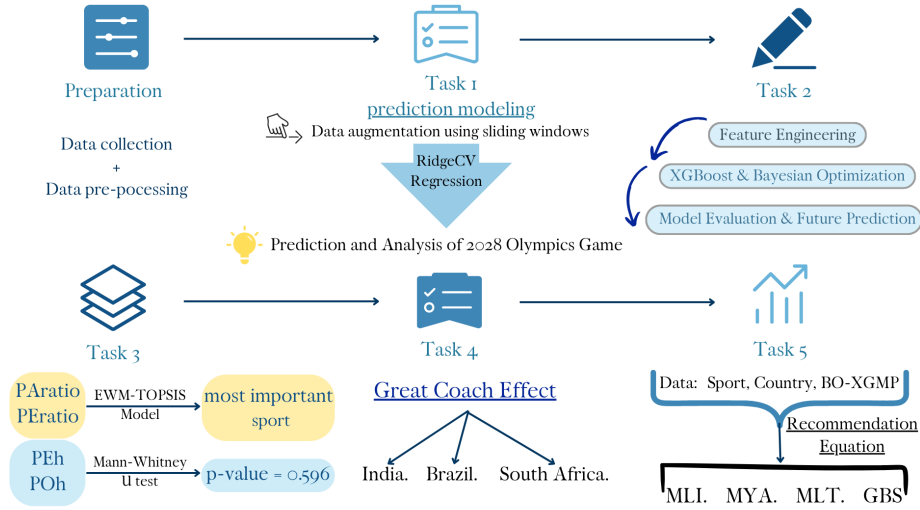 Preparation
Data collection
+
Data pre-pocessing
Task 1
prediction modeling
Data augmentation using sliding windows
RidgeCV
Regression
Prediction and Analysis of 2028 Olympics Game
Task 2
Feature Engineering
XGBoost & Bayesian Optimization
Model Evaluation & Future Prediction
Task 3
PAratio
PEratio
EWM-TOPSIS
Model
most important
sport
PEh
POh
Mann-Whitney
U test
p-value = 0.596
Task 4
Great Coach Effect
India. Brazil. South Africa.
Task 5
Data: Sport, Country, BO-XGMP
Recommendation
Equation
MLI. MYA. MLT. GBS